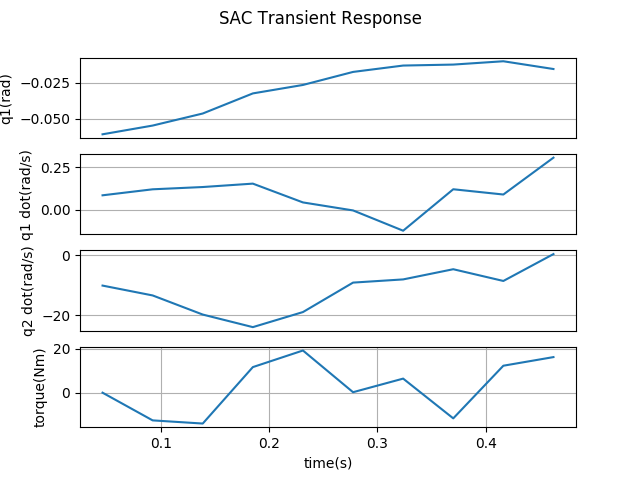 SAC Transient Response
q1(rad)
−0.025
−0.050
q1 dot(rad/s)
0.25
0.00
q2 dot(rad/s)
0
−20
torque(Nm)
20
0
0.1 0.2 0.3 0.4
time(s)